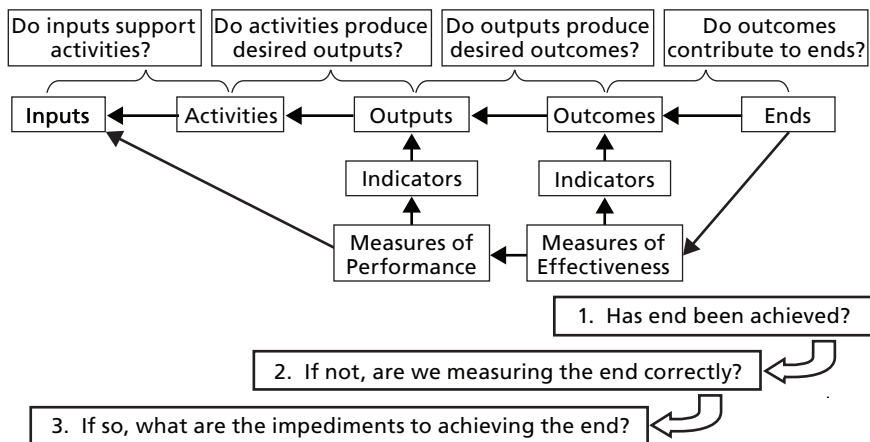 Do inputs support
activities?
Do activities produce
desired outputs?
Do outputs produce
desired outcomes?
Do outcomes
contribute to ends?
Inputs
Activities
Outputs
Outcomes
Ends
Indicators
Indicators
Measures of
Performance
Measures of
Effectiveness
1. Has end been achieved?
2. If not, are we measuring the end correctly?
3. If so, what are the impediments to achieving the end?